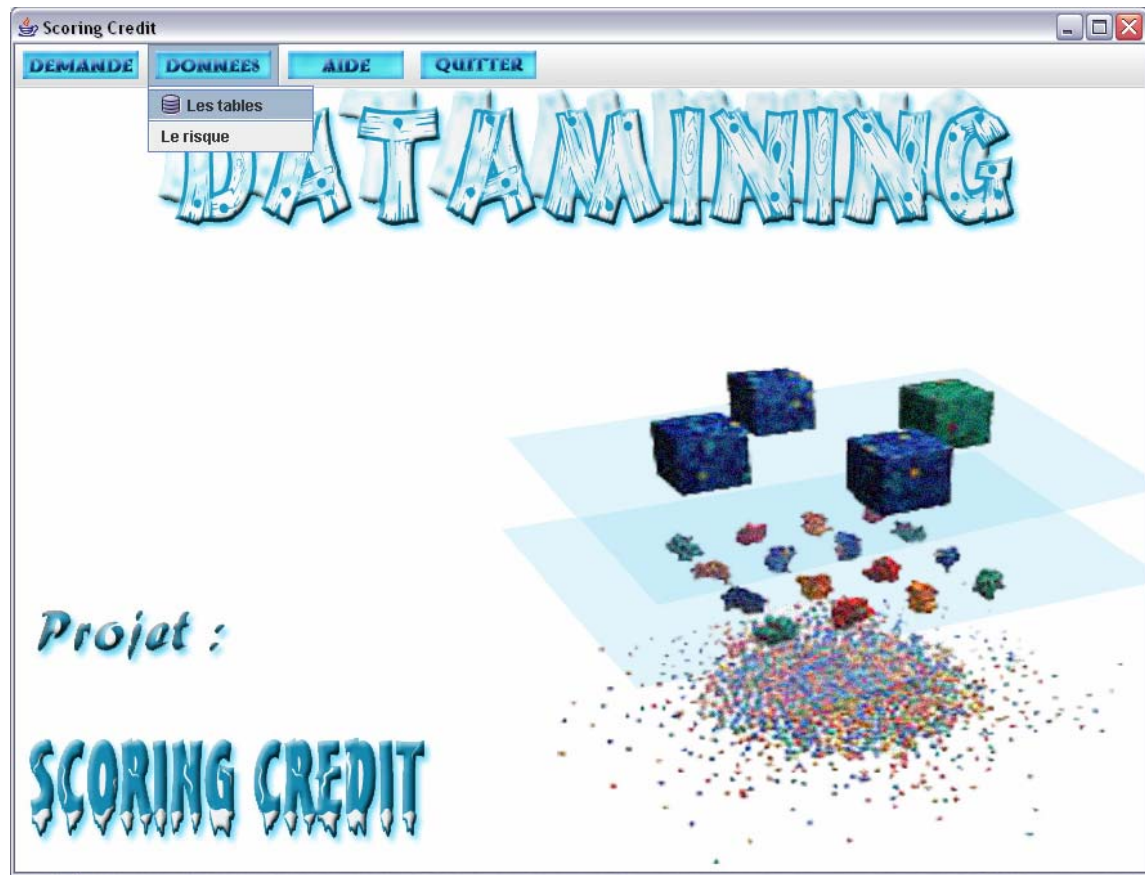 Scoring Credit
DEMANDE DONNEES AIDE QUITTER
Les tables
Le risque
DATAMINING
Projet :
SCORING CREDIT